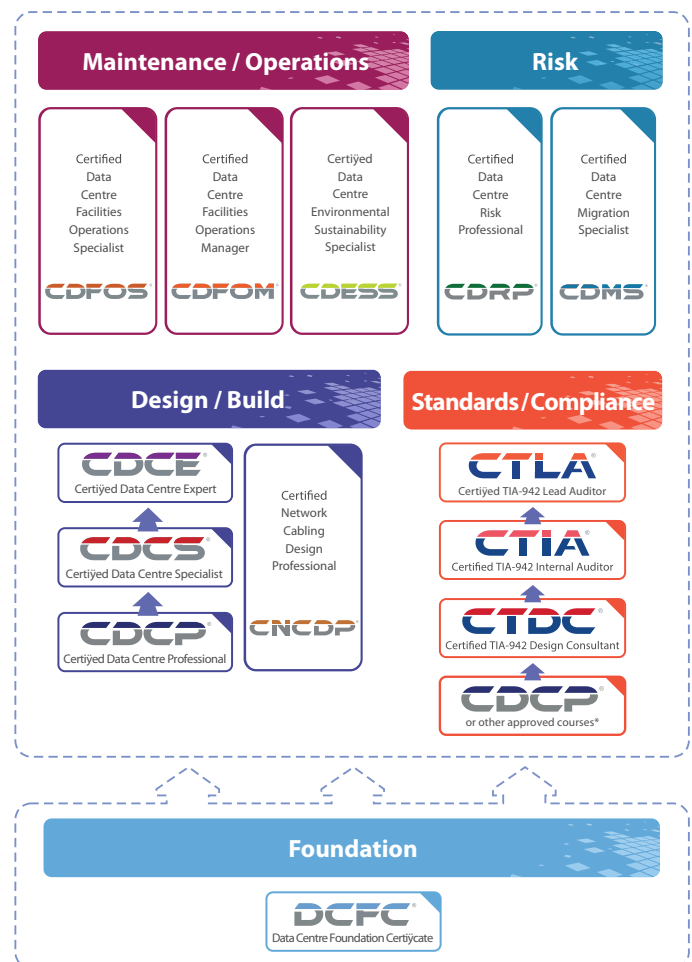 Maintenance / Operations
Certified
Data
Centre
Facilities
Operations
Specialist
CDFOS®
Certified
Data
Centre
Facilities
Operations
Manager
CDFOM®
Certiÿed
Data
Centre
Environmental
Sustainability
Specialist
CDESS®
Risk
Certified
Data
Centre
Risk
Professional
CDRP®
Certified
Data
Centre
Migration
Specialist
CDMS®
Design / Build
CDCE®
Certiÿed Data Centre Expert
CDCS®
Certiÿed Data Centre Specialist
CDCP®
Certiÿed Data Centre Professional
Certified
Network
Cabling
Design
Professional
CNCDP®
Standards/Compliance
CTLA®
Certiÿed TIA-942 Lead Auditor
CTIA®
Certified TIA-942 Internal Auditor
CTDC®
Certified TIA-942 Design Consultant
CDCP®
or other approved courses*
Foundation
DCFC®
Data Centre Foundation Certiÿcate